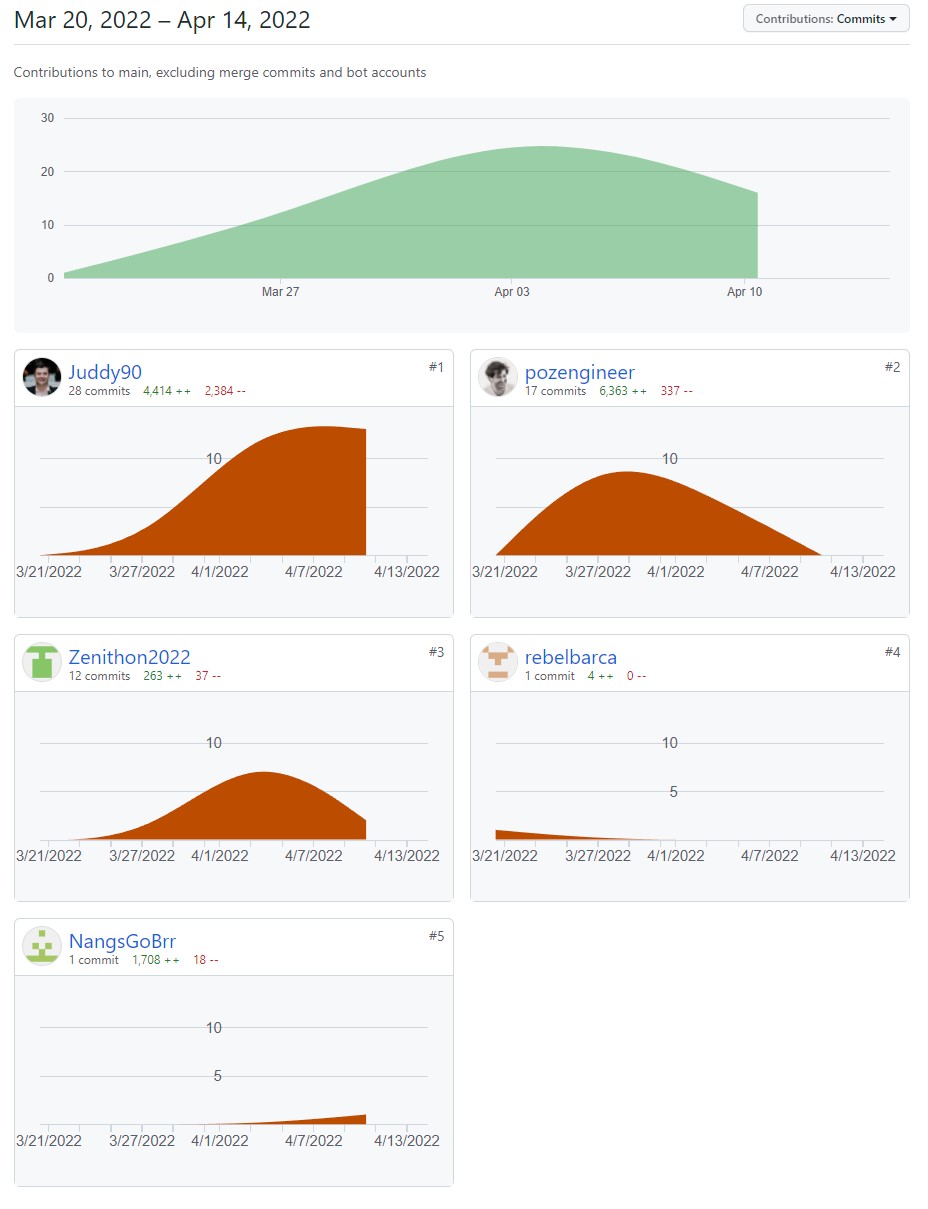 Mar 20, 2022 – Apr 14, 2022
Contributions: Commits
Contributions to main, excluding merge commits and bot accounts
30
20
10
0
Mar 27 Apr 03 Apr 10
Juddy90 #1
28 commits 4,414 ++ 2,384 --
10
3/21/2022 3/27/2022 4/1/2022 4/7/2022 4/13/2022
pozengineer #2
17 commits 6,363 ++ 337 --
10
3/21/2022 3/27/2022 4/1/2022 4/7/2022 4/13/2022
Zenithon2022 #3
12 commits 263 ++ 37 --
10
3/21/2022 3/27/2022 4/1/2022 4/7/2022 4/13/2022
rebelbarca #4
1 commit 4 ++ 0 --
10
5
3/21/2022 3/27/2022 4/1/2022 4/7/2022 4/13/2022
NangsGoBrr #5
1 commit 1,708 ++ 18 --
10
5
3/21/2022 3/27/2022 4/1/2022 4/7/2022 4/13/2022